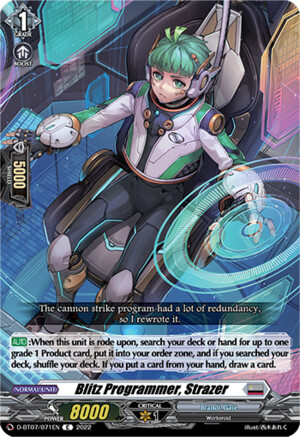 1
GRADE
BOOST
5000
SHIELD
The cannon strike program had a lot of redundancy,
so I rewrote it.
AUTO:When this unit is rode upon, search your deck or hand for up to one
grade 1 Product card, put it into your order zone, and if you searched your
deck, shuffle your deck. If you put a card from your hand, draw a card.
NORMAL UNIT
Blitz Programmer, Strazer
D-BT07/071EN C 2022
illust/西木あれく
POWER 8000
CRITICAL
1
Brandt Gate
Workeroid